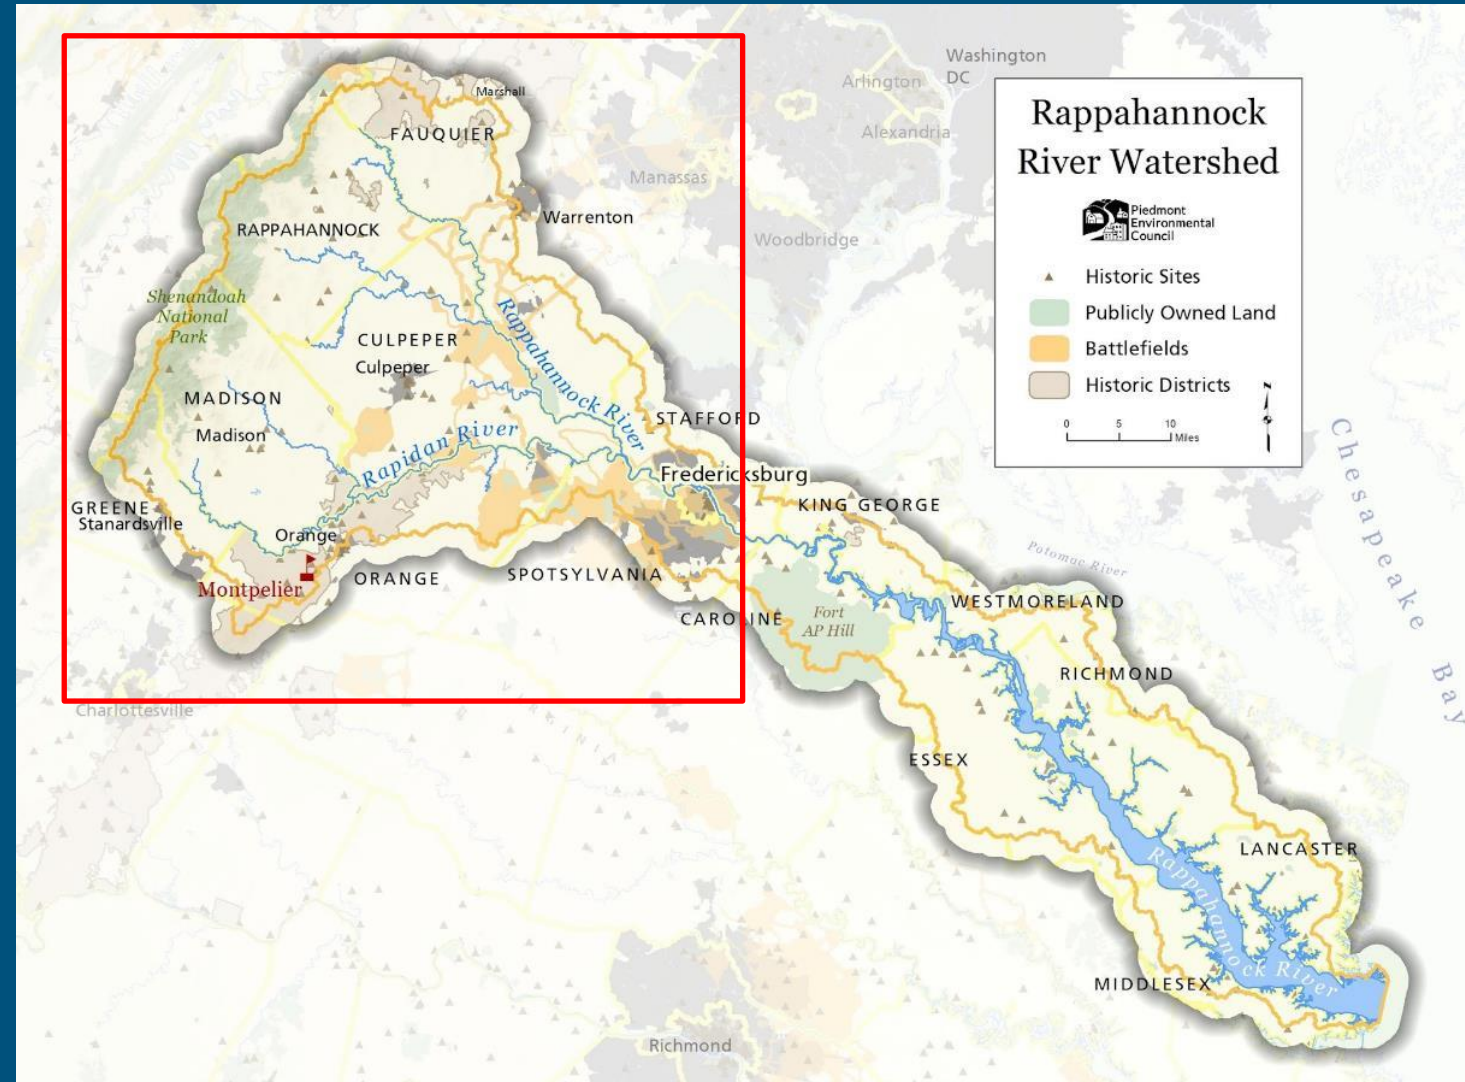 Washington
DC
Arlington
Alexandria
Manassas
Woodbridge
Rappahannock
River Watershed
Piedmont
Environmental
Council
Historic Sites
Publicly Owned Land
Battlefields
Historic Districts
N
0 5 10
Miles
Marshall
FAUQUIER
Warrenton
RAPPAHANNOCK
Shenandoah
National
Park
Rappahannock River
CULPEPER
Culpeper
MADISON
Madison
Rapidan River
STAFFORD
Fredericksburg
KING GEORGE
GREENE
Stanardsville
Orange
Montpelier
ORANGE
SPOTSYLVANIA
CAROLINE
Fort
AP Hill
Potomac River
WESTMORELAND
RICHMOND
Chesapeake Bay
Charlottesville
VIRGINIA
ESSEX
LANCASTER
Rappahannock River
MIDDLESEX
Richmond